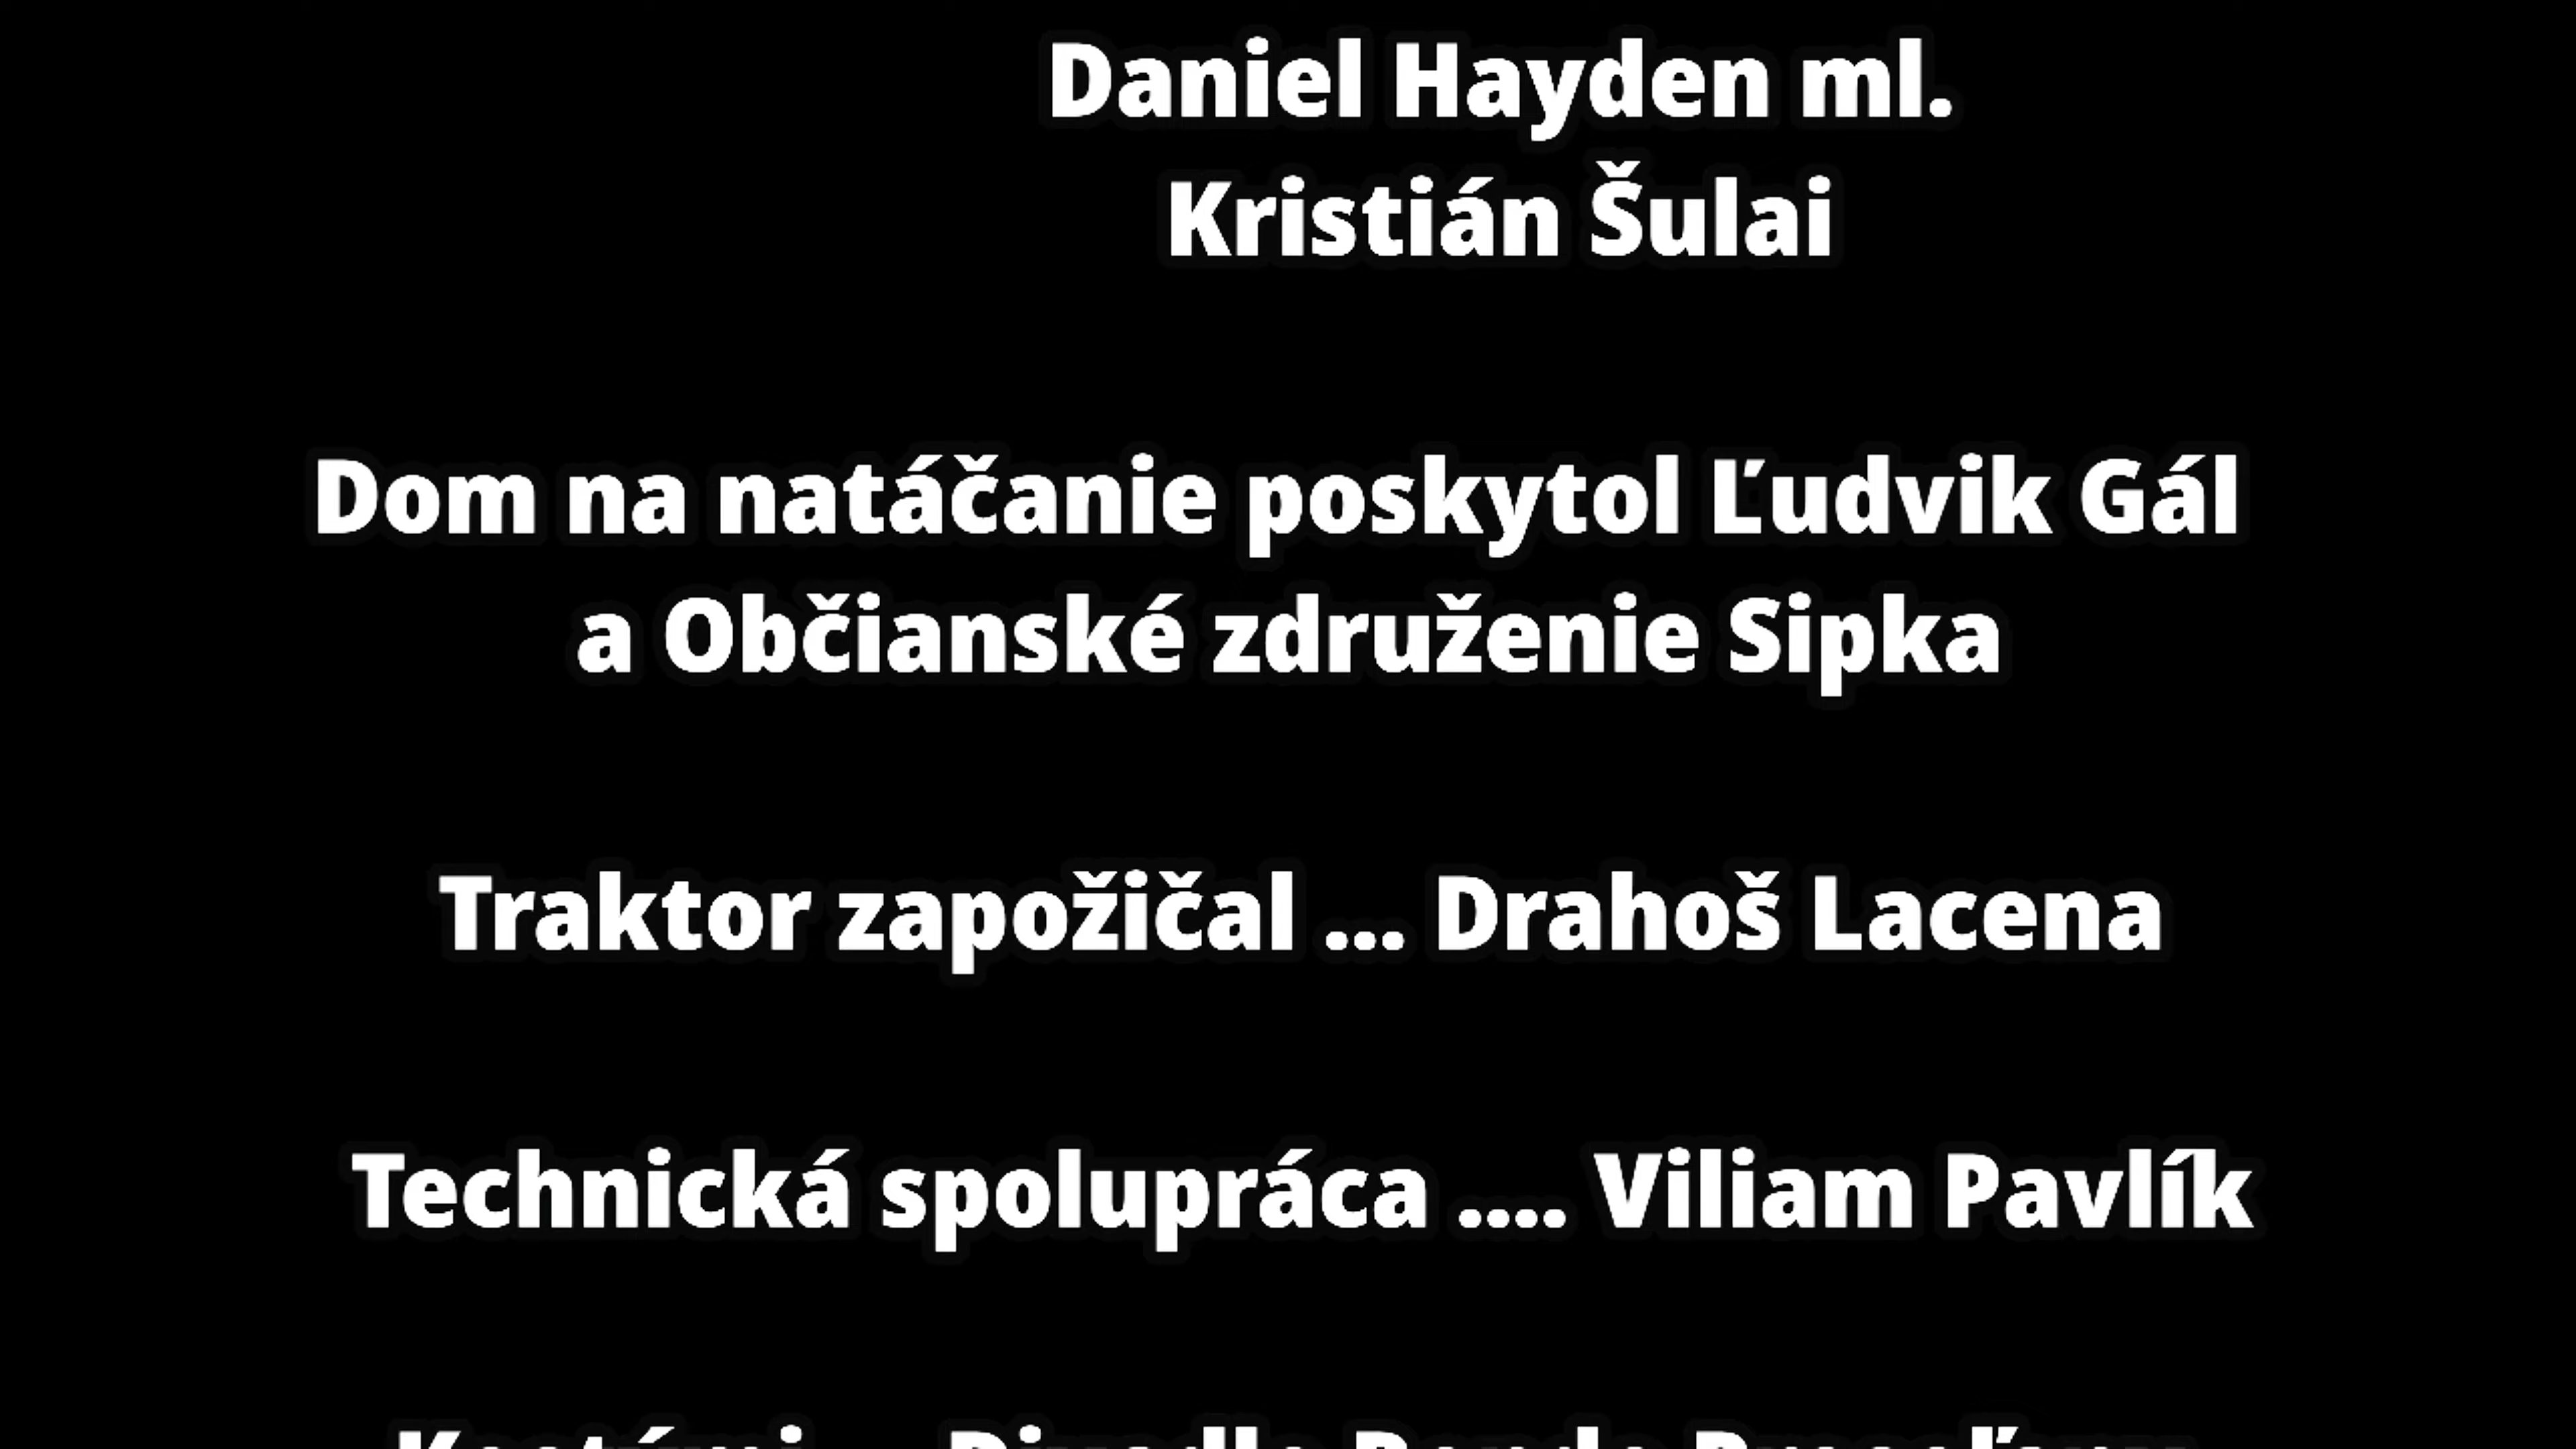 Daniel Hayden ml.
Kristián Šulai
Dom na natáčanie poskytol Ľudvik Gál
a Občianské združenie Sipka
Traktor zapožičal ... Drahoš Lacena
Technická spolupráca .... Viliam Pavlík